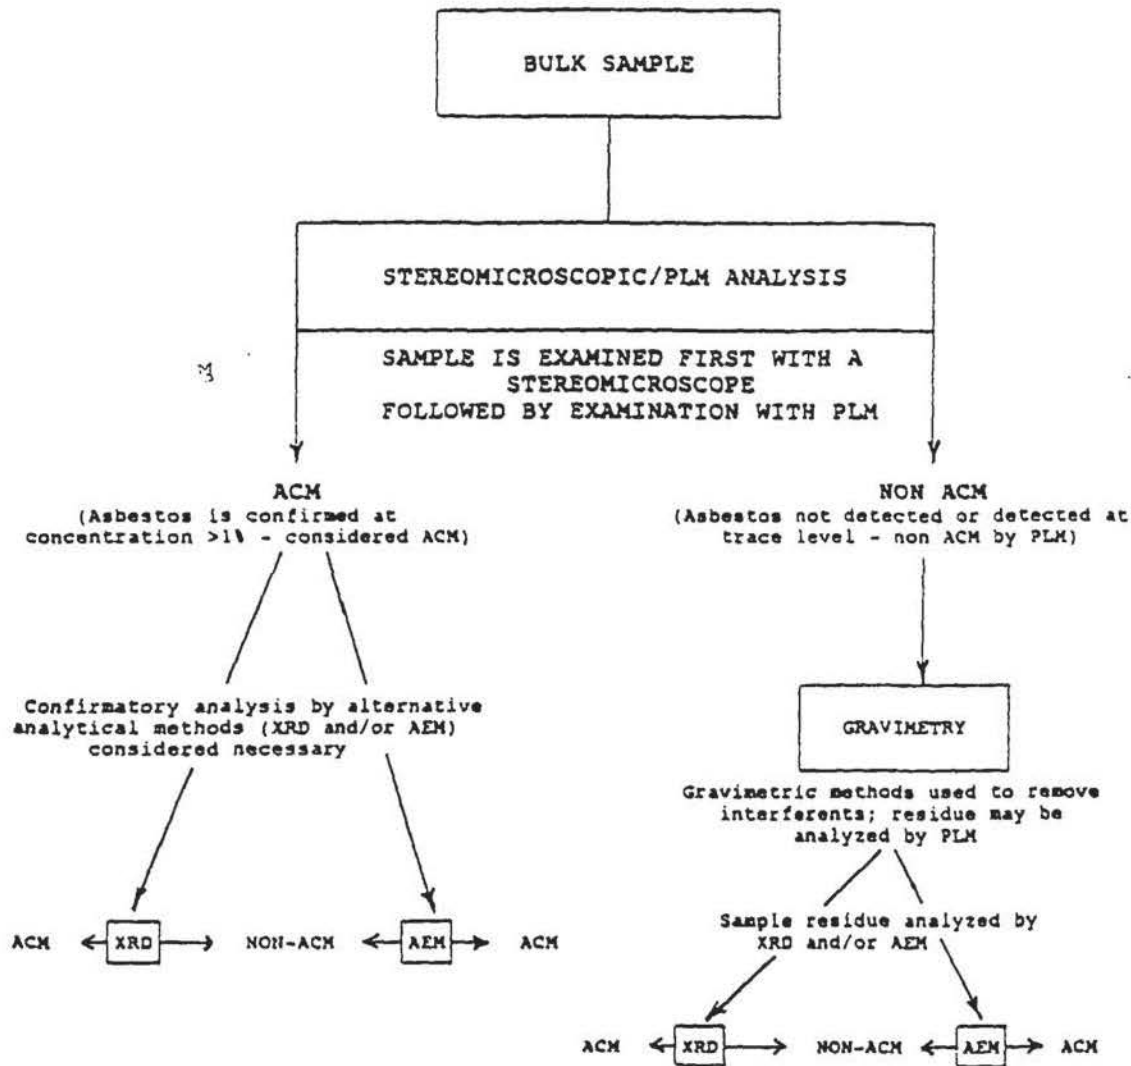 BULK SAMPLE
STEREOMICROSCOPIC/PLM ANALYSIS
SAMPLE IS EXAMINED FIRST WITH A
STEREOMICROSCOPE
FOLLOWED BY EXAMINATION WITH PLM
ACM
(Asbestos is confirmed at
concentration >1% - considered ACM)
NON ACM
(Asbestos not detected or detected at
trace level - non ACM by PLM)
Confirmatory analysis by alternative
analytical methods (XRD and/or AEM)
considered necessary
GRAVIMETRY
Gravimetric methods used to remove
interferents; residue may be
analyzed by PLM
ACM XRD NON-ACM AEM ACM
Sample residue analyzed by
XRD and/or AEM
ACM XRD NON-ACM AEM ACM